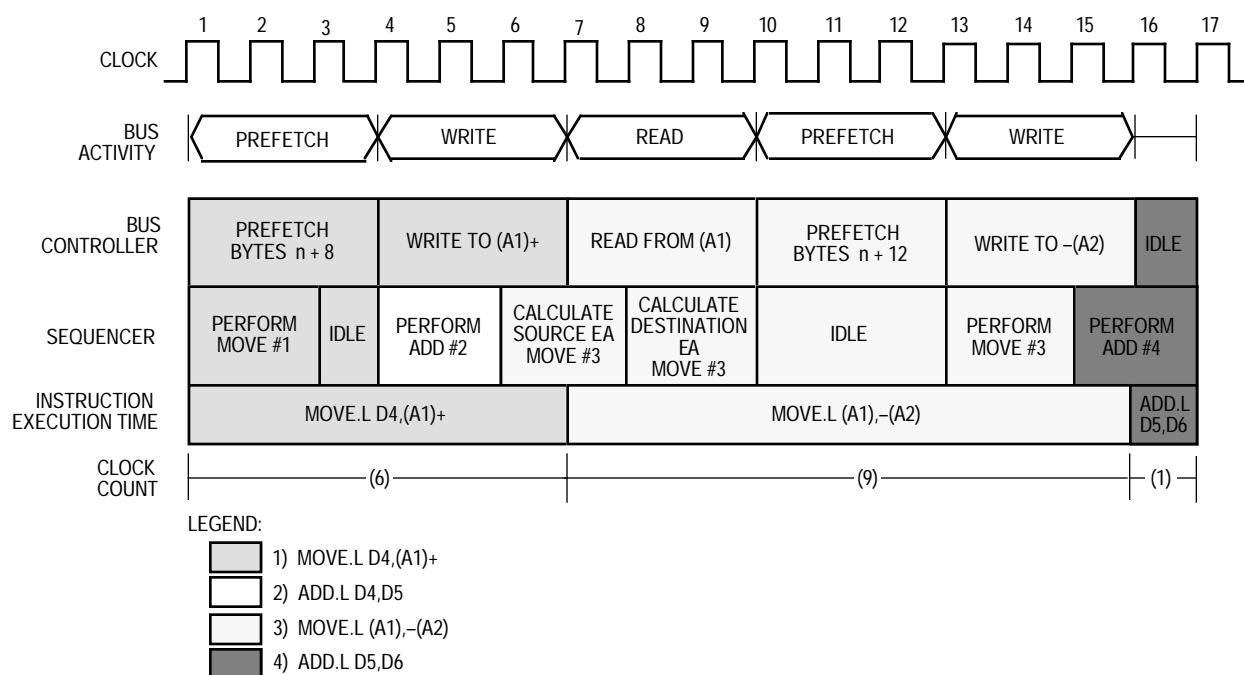 1 2 3 4 5 6 7 8 9 10 11 12 13 14 15 16 17
CLOCK
BUS
ACTIVITY
PREFETCH WRITE READ PREFETCH WRITE
BUS
CONTROLLER
PREFETCH
BYTES n + 8
WRITE TO (A1)+
READ FROM (A1)
PREFETCH
BYTES n + 12
WRITE TO –(A2)
IDLE
SEQUENCER
PERFORM
MOVE #1
IDLE
PERFORM
ADD #2
CALCULATE
SOURCE EA
MOVE #3
CALCULATE
DESTINATION
EA
MOVE #3
IDLE
PERFORM
MOVE #3
PERFORM
ADD #4
INSTRUCTION
EXECUTION TIME
MOVE.L D4,(A1)+
MOVE.L (A1),–(A2)
ADD.L
D5,D6
CLOCK
COUNT
(6) (9) (1)
LEGEND:
1) MOVE.L D4,(A1)+
2) ADD.L D4,D5
3) MOVE.L (A1),–(A2)
4) ADD.L D5,D6